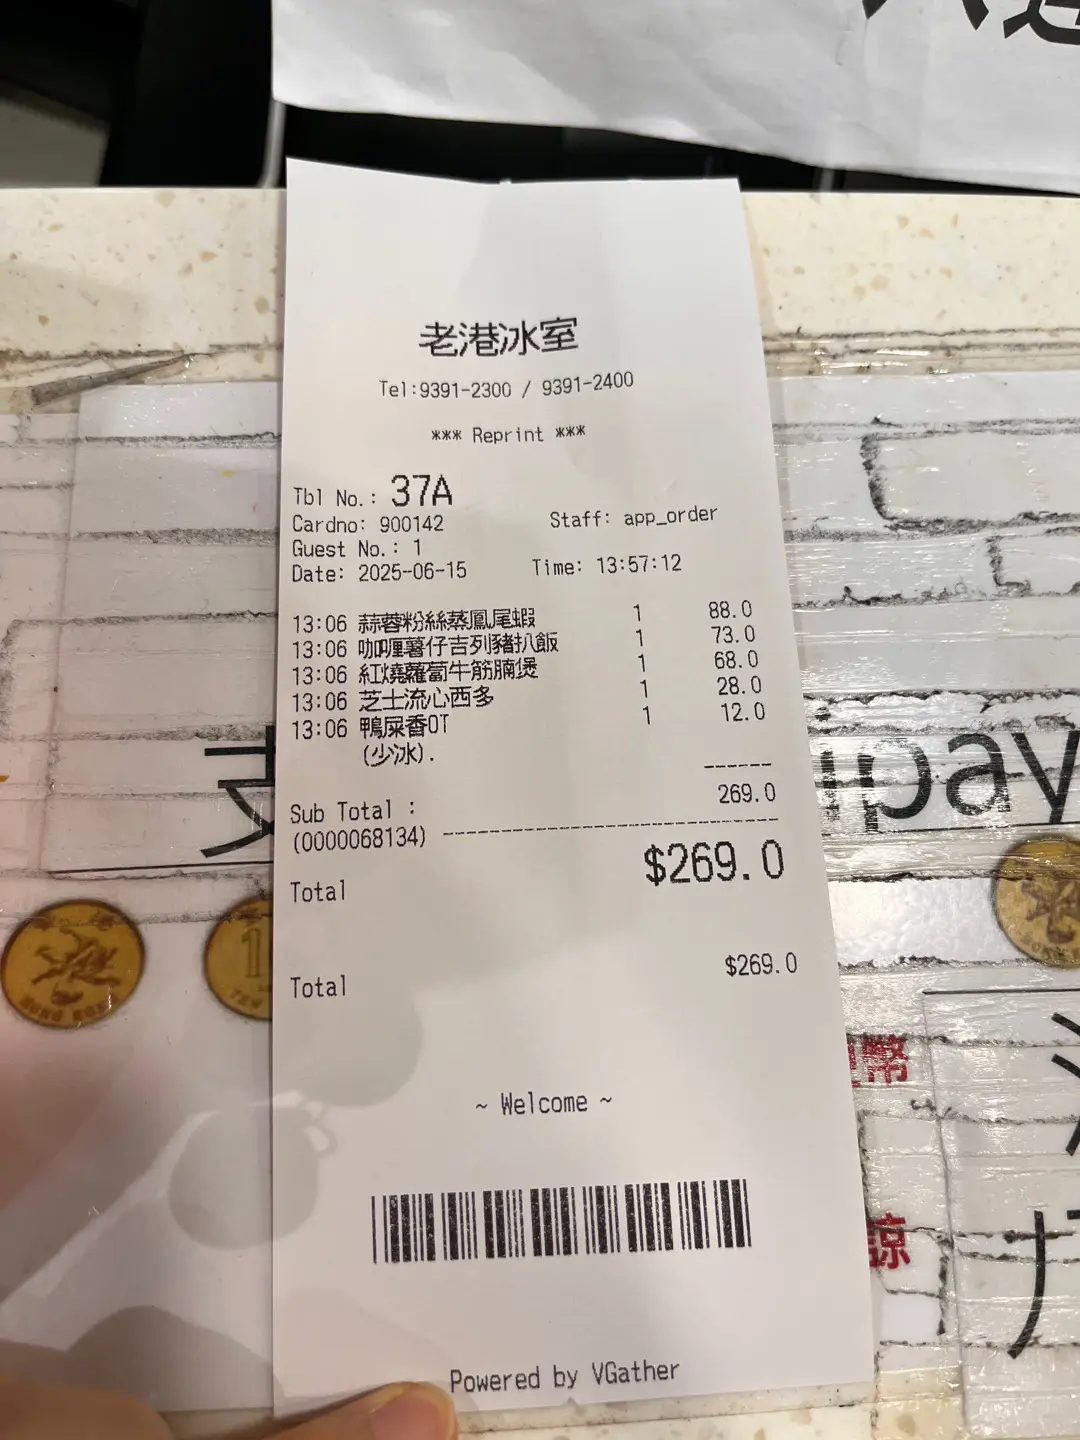 老港冰室
Tel:9391-2300 / 9391-2400
*** Reprint ***
Tbl No.: 37A
Cardno: 900142 Staff: app_order
Guest No.: 1
Date: 2025-06-15 Time: 13:57:12
13:06 蒜蓉粉絲蒸鳳尾蝦 1 88.0
13:06 咖喱薯仔吉列豬扒飯 1 73.0
13:06 紅燒蘿蔔牛筋腩煲 1 68.0
13:06 芝士流心西多 1 28.0
13:06 鴨屎香OT 1 12.0
(少冰).
Sub Total : 269.0
(0000068134)
Total $269.0
Total $269.0
~ Welcome ~
Powered by VGather
ipay
幣
諒
HONG KONG